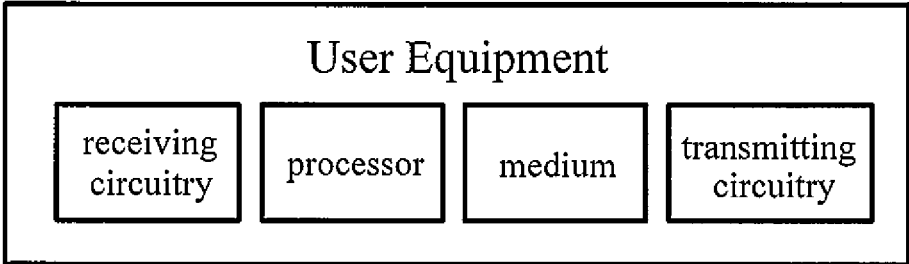 User Equipment
receiving
circuitry
processor
medium
transmitting
circuitry